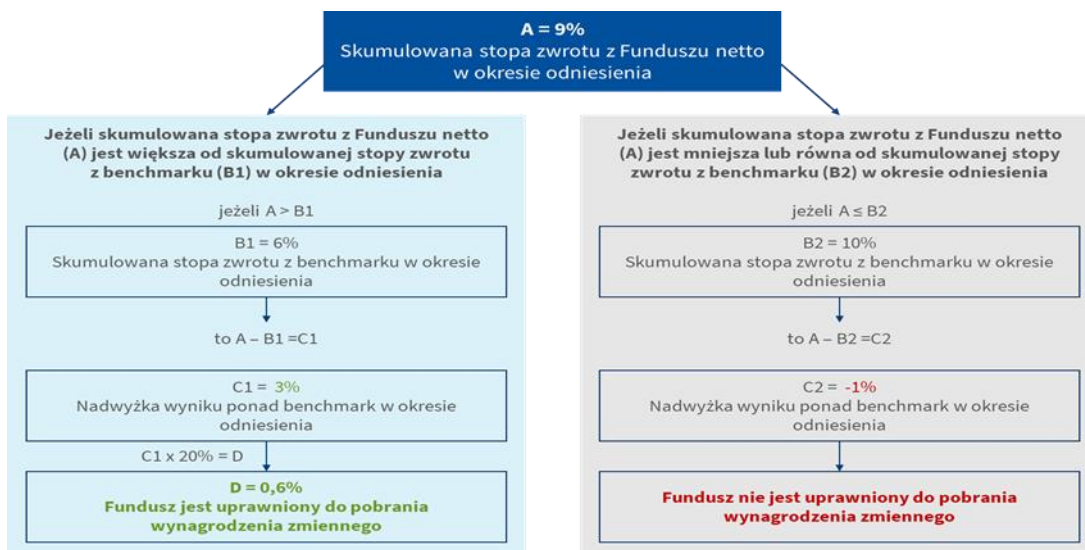 A = 9%
Skumulowana stopa zwrotu z Funduszu netto
w okresie odniesienia
Jeżeli skumulowana stopa zwrotu z Funduszu netto
(A) jest większa od skumulowanej stopy zwrotu
z benchmarku (B1) w okresie odniesienia
jeżeli A > B1
B1 = 6%
Skumulowana stopa zwrotu z benchmarku w okresie
odniesienia
to A – B1 =C1
C1 = 3%
Nadwyżka wyniku ponad benchmark w okresie
odniesienia
C1 x 20% = D
D = 0,6%
Fundusz jest uprawniony do pobrania
wynagrodzenia zmiennego
Jeżeli skumulowana stopa zwrotu z Funduszu netto
(A) jest mniejsza lub równa od skumulowanej stopy
zwrotu z benchmarku (B2) w okresie odniesienia
jeżeli A ≤ B2
B2 = 10%
Skumulowana stopa zwrotu z benchmarku w okresie
odniesienia
to A – B2 =C2
C2 = -1%
Nadwyżka wyniku ponad benchmark w okresie
odniesienia
Fundusz nie jest uprawniony do pobrania
wynagrodzenia zmiennego